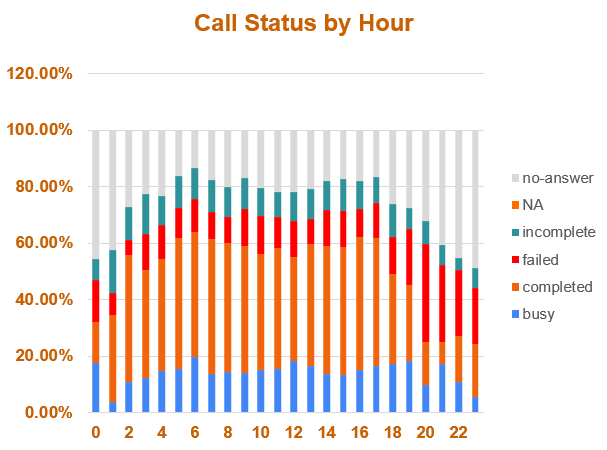 Call Status by Hour
120.00%
100.00%
80.00%
60.00%
40.00%
20.00%
0.00%
0 2 4 6 8 10 12 14 16 18 20 22
no-answer
NA
incomplete
failed
completed
busy